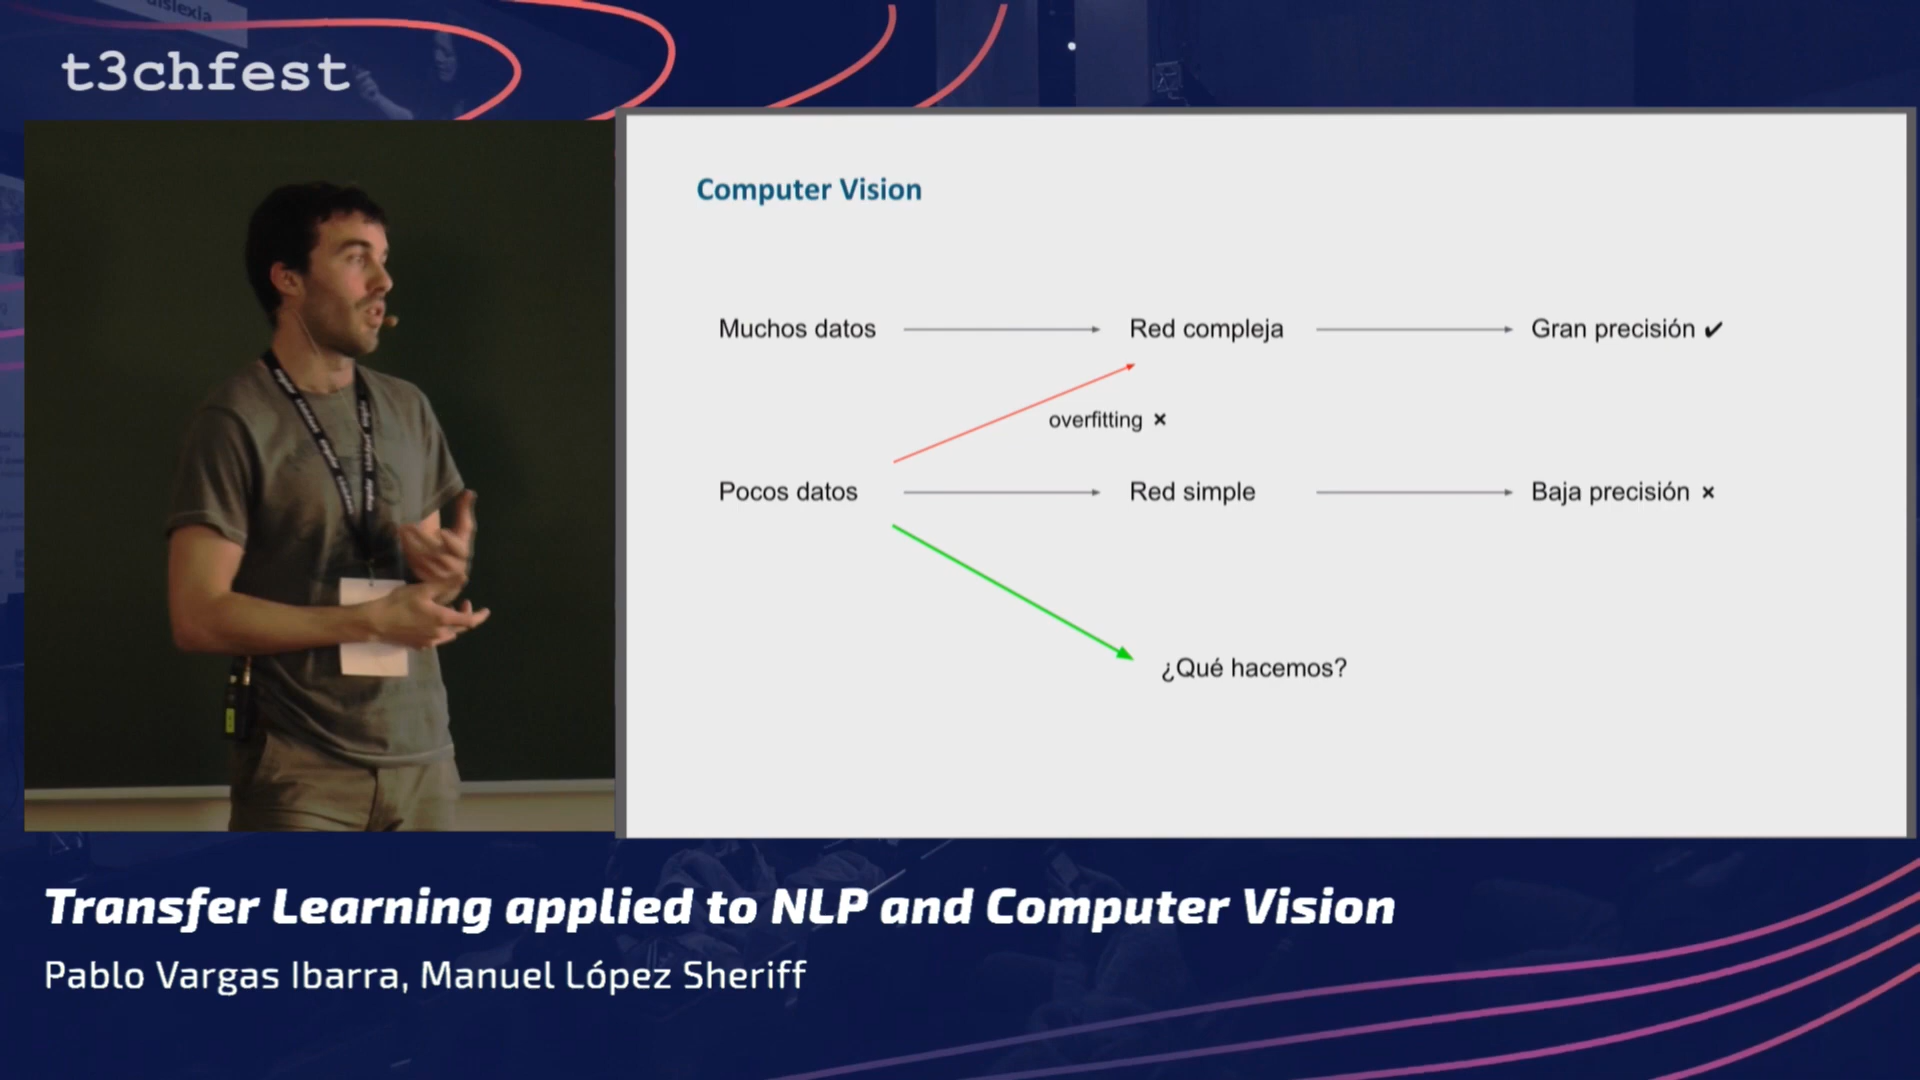 dislexia
t3chfest
Computer Vision
Muchos datos
Red compleja
Gran precisión ✔
overfitting ×
Pocos datos
Red simple
Baja precisión ×
¿Qué hacemos?
Transfer Learning applied to NLP and Computer Vision
Pablo Vargas Ibarra, Manuel López Sheriff